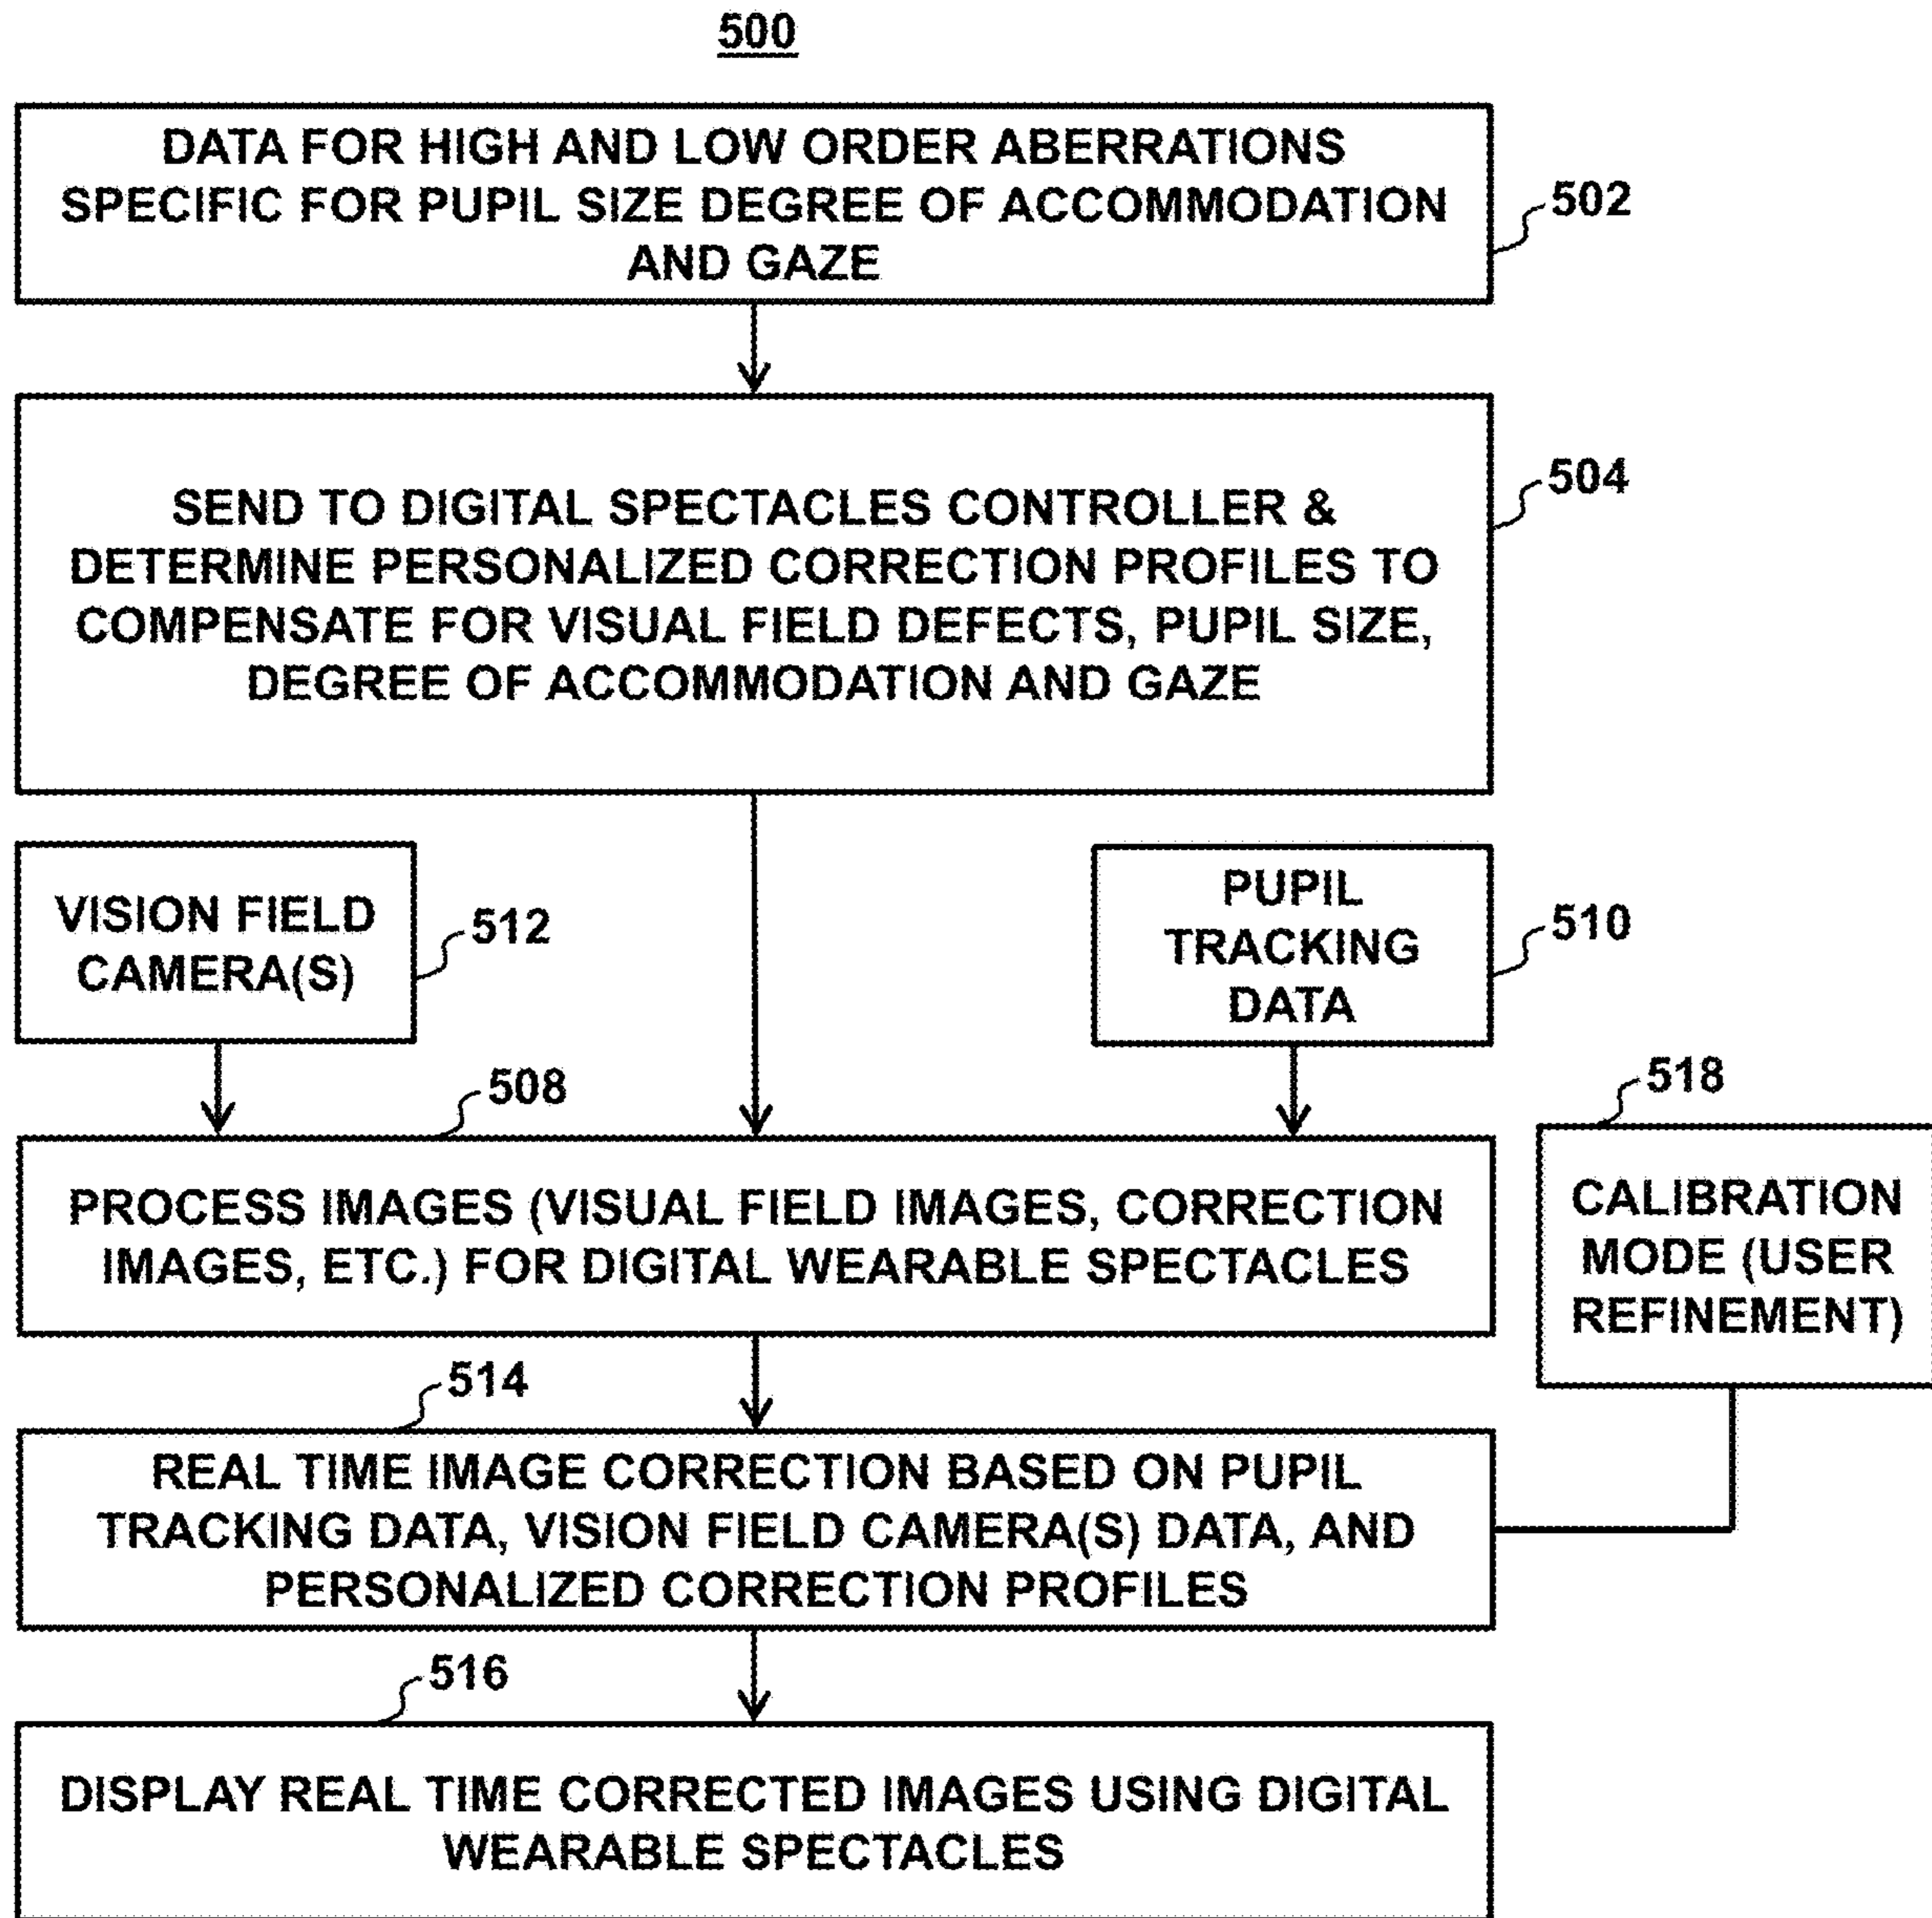 500
DATA FOR HIGH AND LOW ORDER ABERRATIONS
SPECIFIC FOR PUPIL SIZE DEGREE OF ACCOMMODATION
AND GAZE
502
SEND TO DIGITAL SPECTACLES CONTROLLER &
DETERMINE PERSONALIZED CORRECTION PROFILES TO
COMPENSATE FOR VISUAL FIELD DEFECTS, PUPIL SIZE,
DEGREE OF ACCOMMODATION AND GAZE
504
VISION FIELD
CAMERA(S)
512
PUPIL
TRACKING
DATA
510
508
PROCESS IMAGES (VISUAL FIELD IMAGES, CORRECTION
IMAGES, ETC.) FOR DIGITAL WEARABLE SPECTACLES
518
CALIBRATION
MODE (USER
REFINEMENT)
514
REAL TIME IMAGE CORRECTION BASED ON PUPIL
TRACKING DATA, VISION FIELD CAMERA(S) DATA, AND
PERSONALIZED CORRECTION PROFILES
516
DISPLAY REAL TIME CORRECTED IMAGES USING DIGITAL
WEARABLE SPECTACLES